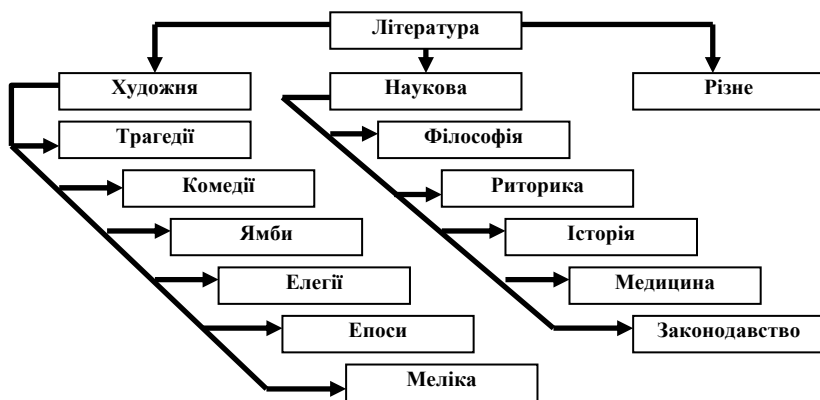 Література
Художня
Наукова
Різне
Трагедії
Філософія
Комедії
Риторика
Ямби
Історія
Елегії
Медицина
Епоси
Законодавство
Меліка